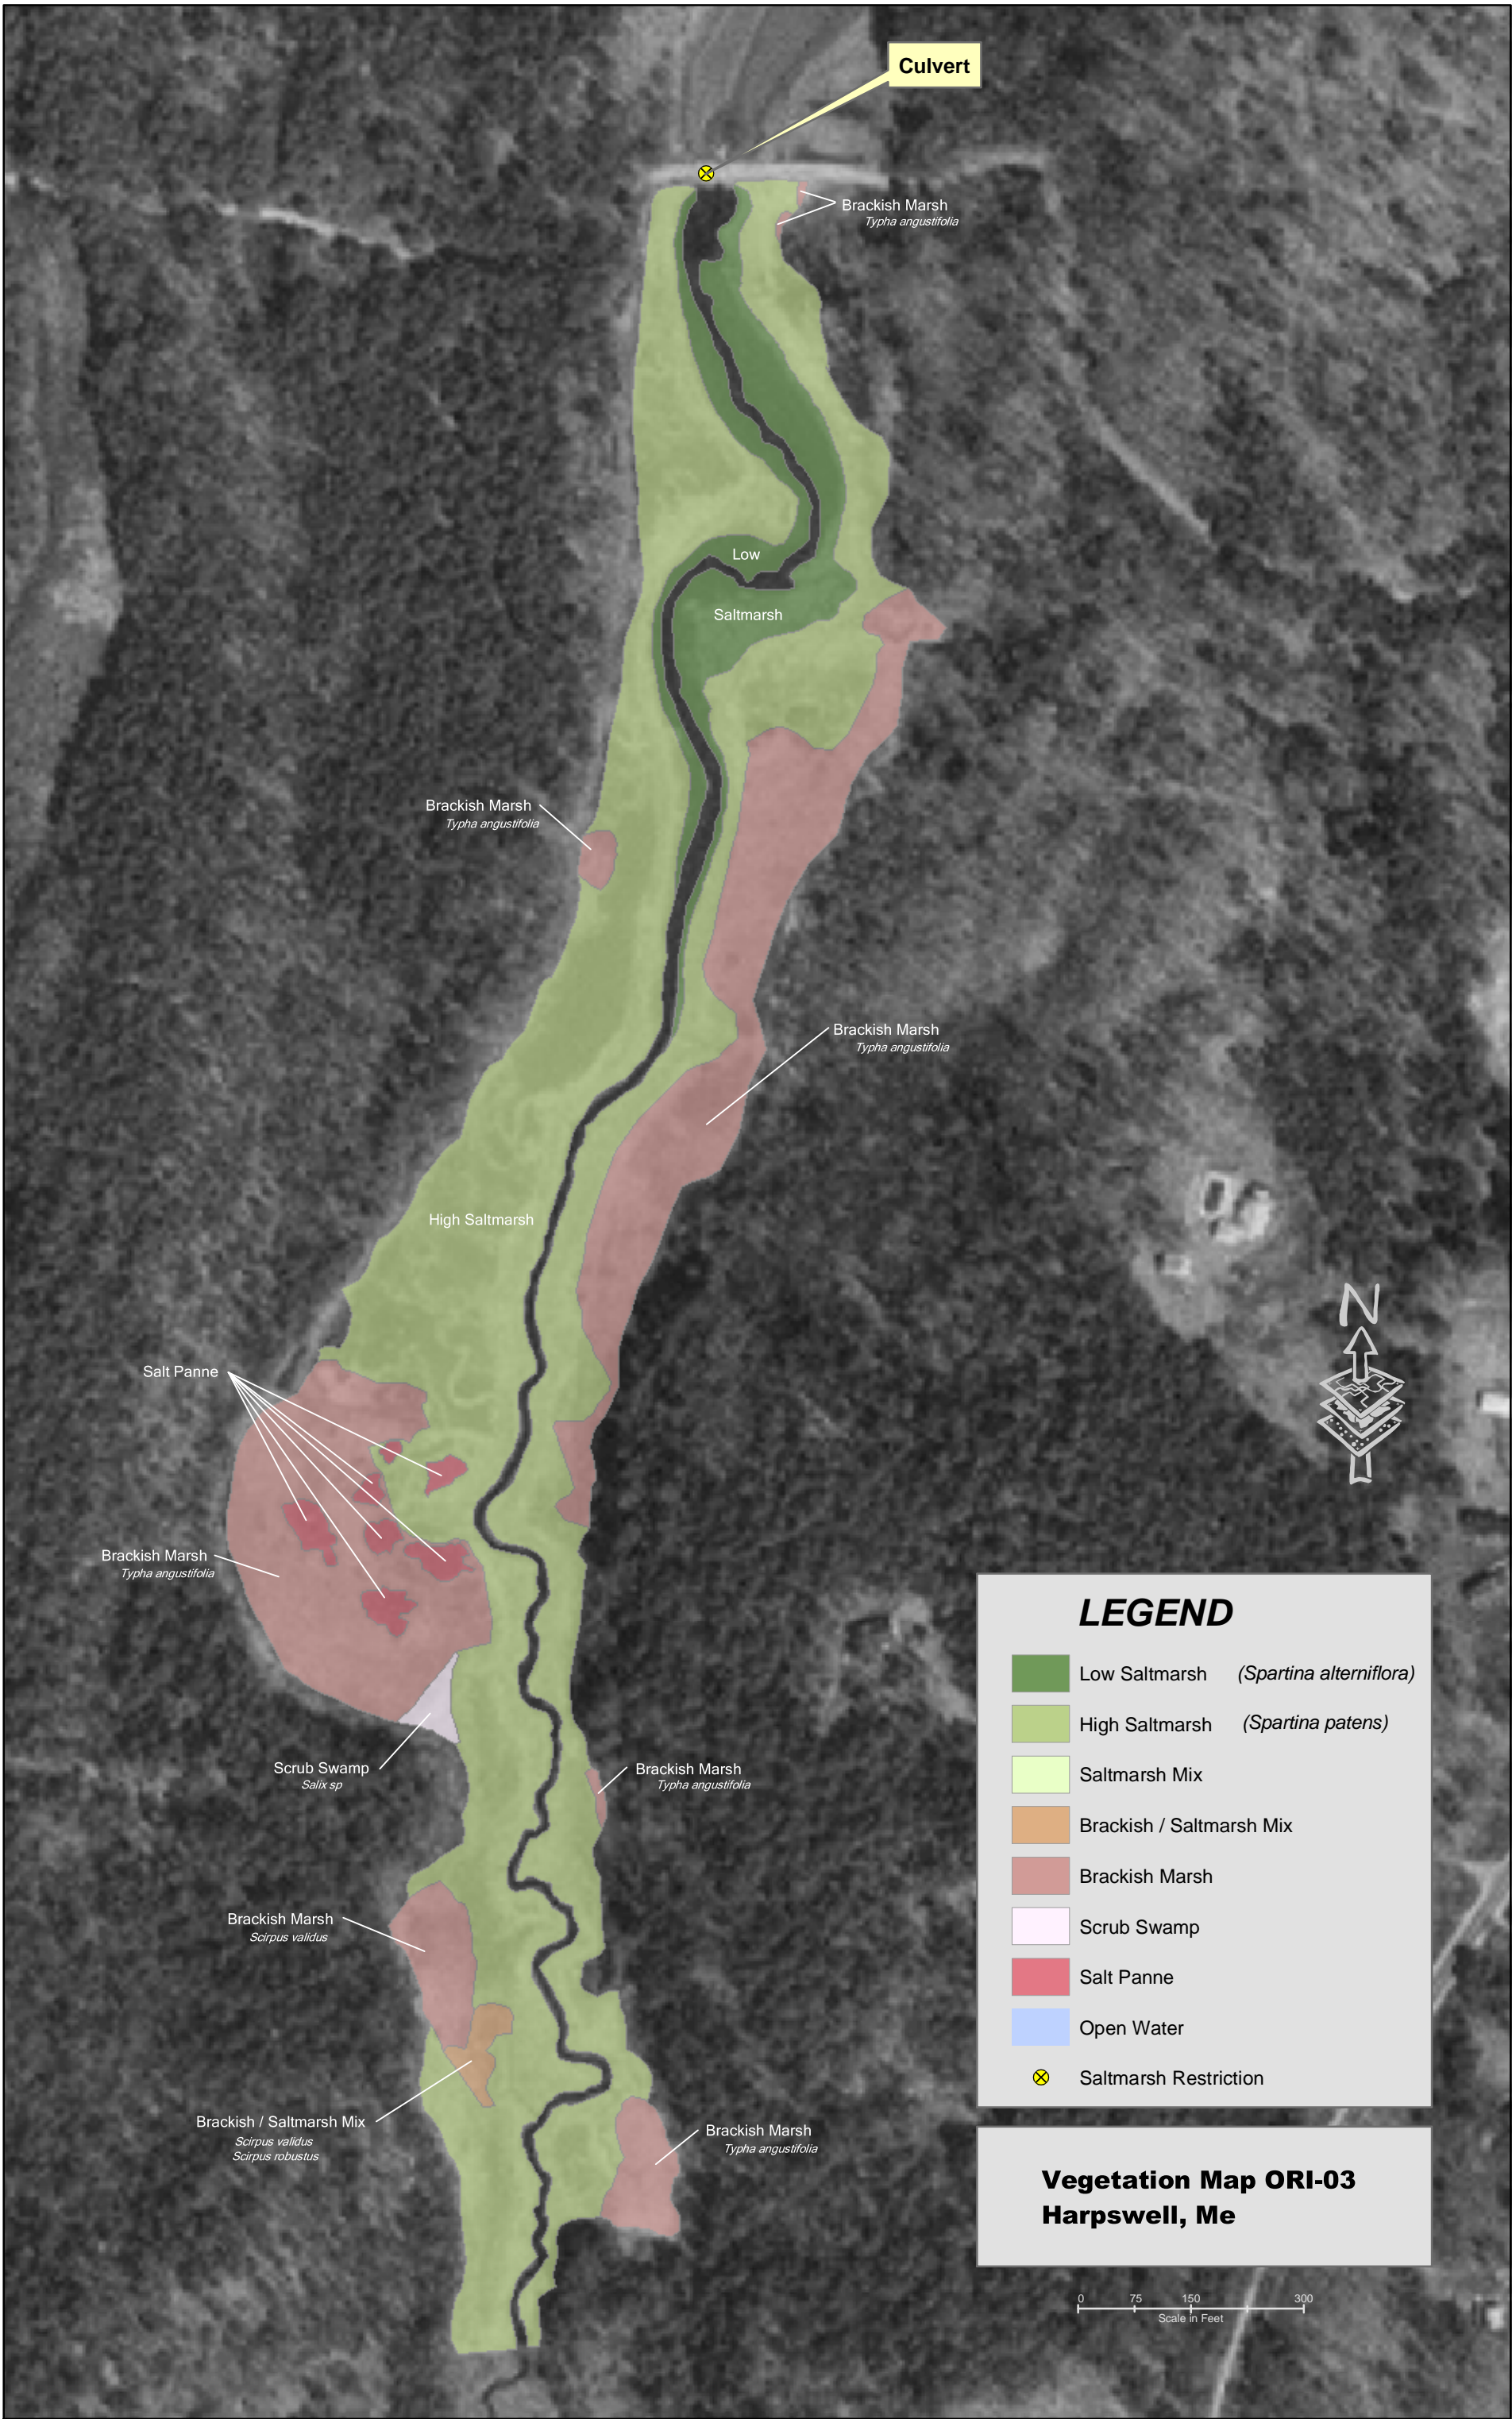 Culvert
Brackish Marsh
Typha angustifolia
Low
Saltmarsh
Brackish Marsh
Typha angustifolia
Brackish Marsh
Typha angustifolia
High Saltmarsh
N
Salt Panne
Brackish Marsh
Typha angustifolia
Scrub Swamp
Salix sp
Brackish Marsh
Typha angustifolia
Brackish Marsh
Scirpus validus
Brackish / Saltmarsh Mix
Scirpus validus
Scirpus robustus
Brackish Marsh
Typha angustifolia
LEGEND
Low Saltmarsh (Spartina alterniflora)
High Saltmarsh (Spartina patens)
Saltmarsh Mix
Brackish / Saltmarsh Mix
Brackish Marsh
Scrub Swamp
Salt Panne
Open Water
Saltmarsh Restriction
Vegetation Map ORI-03
Harpswell, Me
0 75 150 300
Scale in Feet